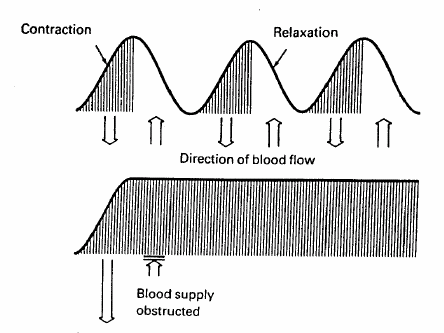 Contraction
Relaxation
Direction of blood flow
Blood supply
obstructed